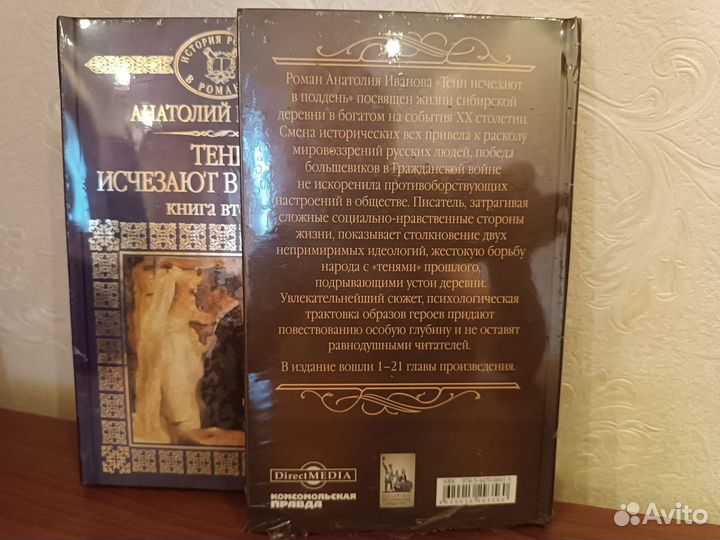 ИСТОРИЯ РО
В РОМАН
АНАТОЛИЙ
ТЕНИ
ИСЧЕЗАЮТ В
КНИГА ВТ
Роман Анатолия Иванова «Тени исчезают
в полдень» посвящен жизни сибирской
деревни в богатом на события XX столетии.
Смена исторических вех привела к расколу
мировоззрений русских людей, победа
большевиков в Гражданской войне
не искоренила противоборствующих
настроений в обществе. Писатель, затрагивая
сложные социально-нравственные стороны
жизни, показывает столкновение двух
непримиримых идеологий, жестокую борьбу
народа с «тенями» прошлого,
подрывающими устои деревни.
Увлекательнейший сюжет, психологическая
трактовка образов героев придают
повествованию особую глубину и не оставят
равнодушными читателей.
В издание вошли 1–21 главы произведения.
DirectMEDIA
КОМСОМОЛЬСКАЯ
ПРАВДА
ISBN
Avito